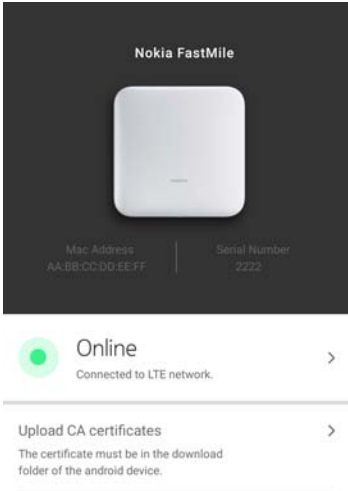 Nokia FastMile
Mac Address
AA:BB:CC:DD:EE:FF
Serial Number
2222
Online
Connected to LTE network.
Upload CA certificates
The certificate must be in the download
folder of the android device.